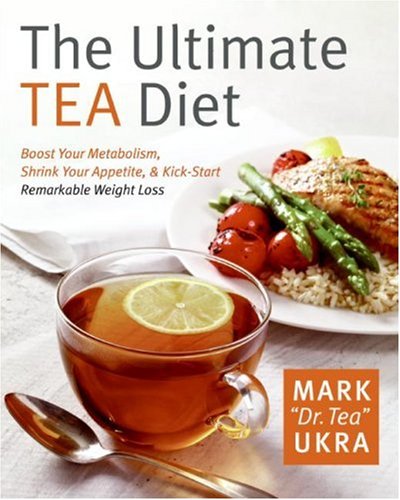 The Ultimate
TEA Diet
Boost Your Metabolism,
Shrink Your Appetite, & Kick-Start
Remarkable Weight Loss
MARK
"Dr. Tea"
UKRA